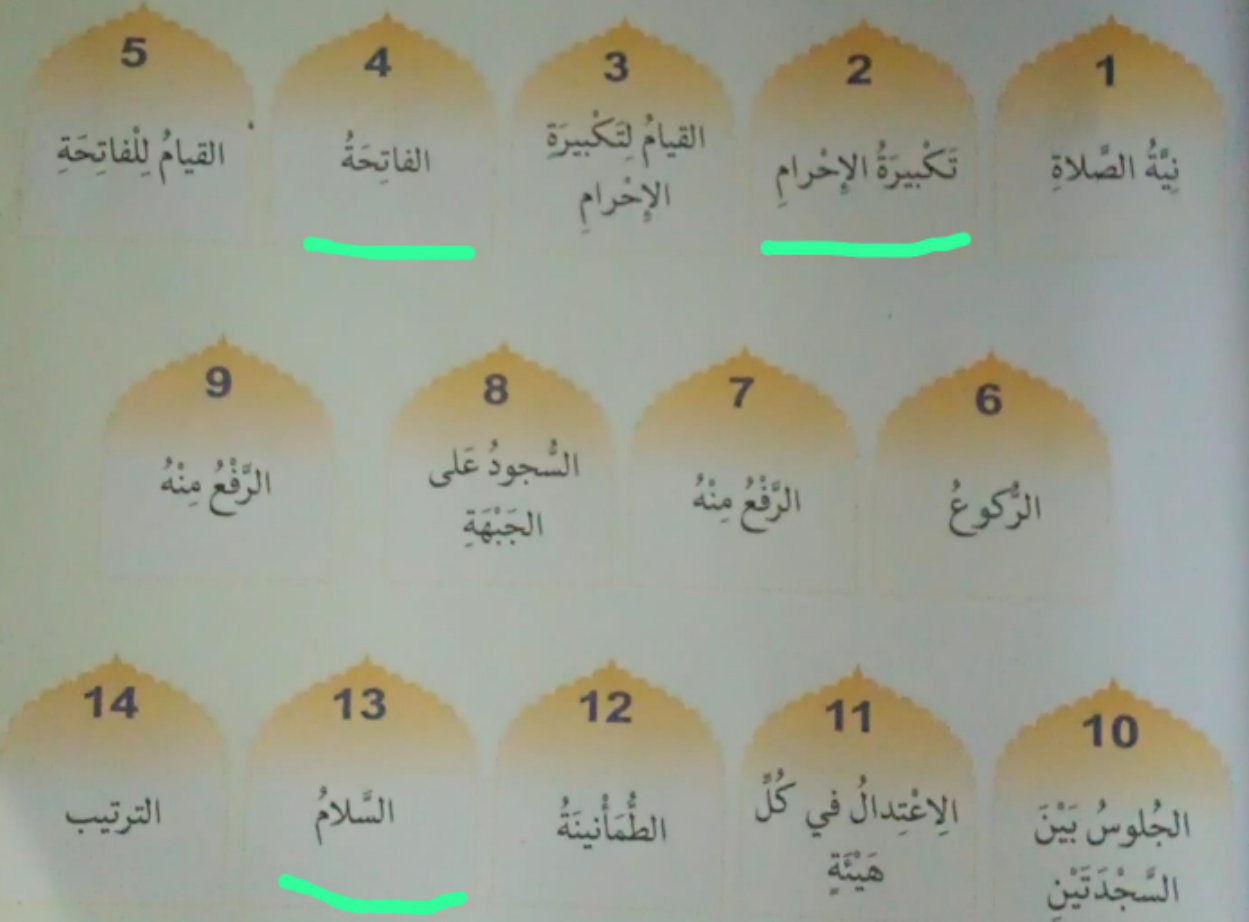 1
نِيَّةُ الصَّلاةِ
2
تَكْبيرَةُ الإِحْرامِ
3
القيامُ لِتَكْبيرَةِ
الإِحْرامِ
4
الفاتِحَةُ
5
القيامُ لِلْفاتِحَةِ
6
الرُّكوعُ
7
الرَّفْعُ مِنْهُ
8
السُّجودُ عَلى
الجَبْهَةِ
9
الرَّفْعُ مِنْهُ
10
الجُلوسُ بَيْنَ
السَّجْدَتَيْنِ
11
الِاعْتِدالُ في كُلِّ
هَيْئَةٍ
12
الطُّمَأْنينَةُ
13
السَّلامُ
14
الترتيب